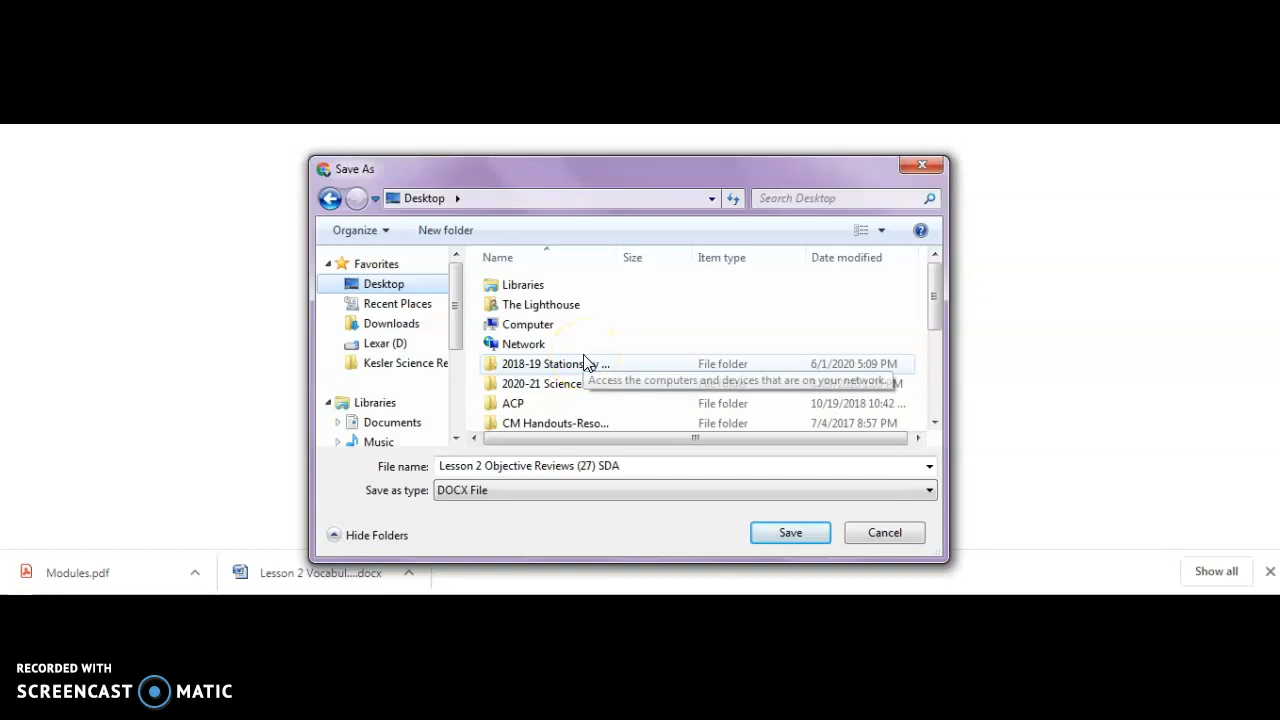 Save As
Desktop
Search Desktop
Organize
New folder
Name Size Item type Date modified
Favorites
Desktop
Recent Places
Downloads
Lexar (D)
Kesler Science Re
Libraries
Documents
Music
Libraries
The Lighthouse
Computer
Network
2018-19 Stations ... File folder 6/1/2020 5:09 PM
2020-21 Science
Access the computers and devices that are on your network.
ACP File folder 10/19/2018 10:42 ...
CM Handouts-Reso... File folder 7/4/2017 8:57 PM
File name: Lesson 2 Objective Reviews (27) SDA
Save as type: DOCX File
Hide Folders
Save
Cancel
Modules.pdf
Lesson 2 Vocabul....docx
Show all
RECORDED WITH
SCREENCAST MATIC